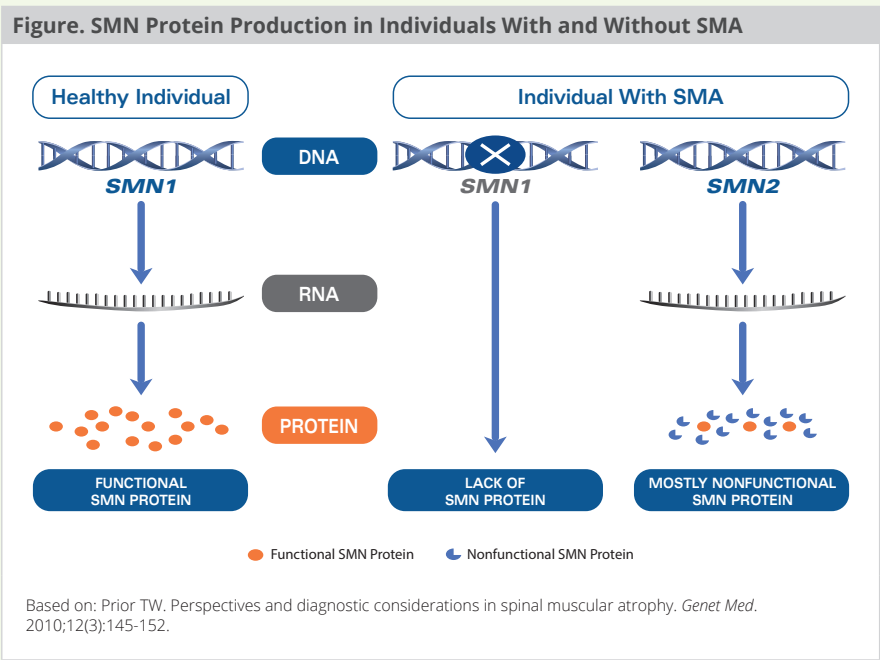 Figure. SMN Protein Production in Individuals With and Without SMA
Healthy Individual
Individual With SMA
DNA
SMN1
SMN1
SMN2
RNA
PROTEIN
FUNCTIONAL
SMN PROTEIN
LACK OF
SMN PROTEIN
MOSTLY NONFUNCTIONAL
SMN PROTEIN
Functional SMN Protein
Nonfunctional SMN Protein
Based on: Prior TW. Perspectives and diagnostic considerations in spinal muscular atrophy. Genet Med.
2010;12(3):145-152.